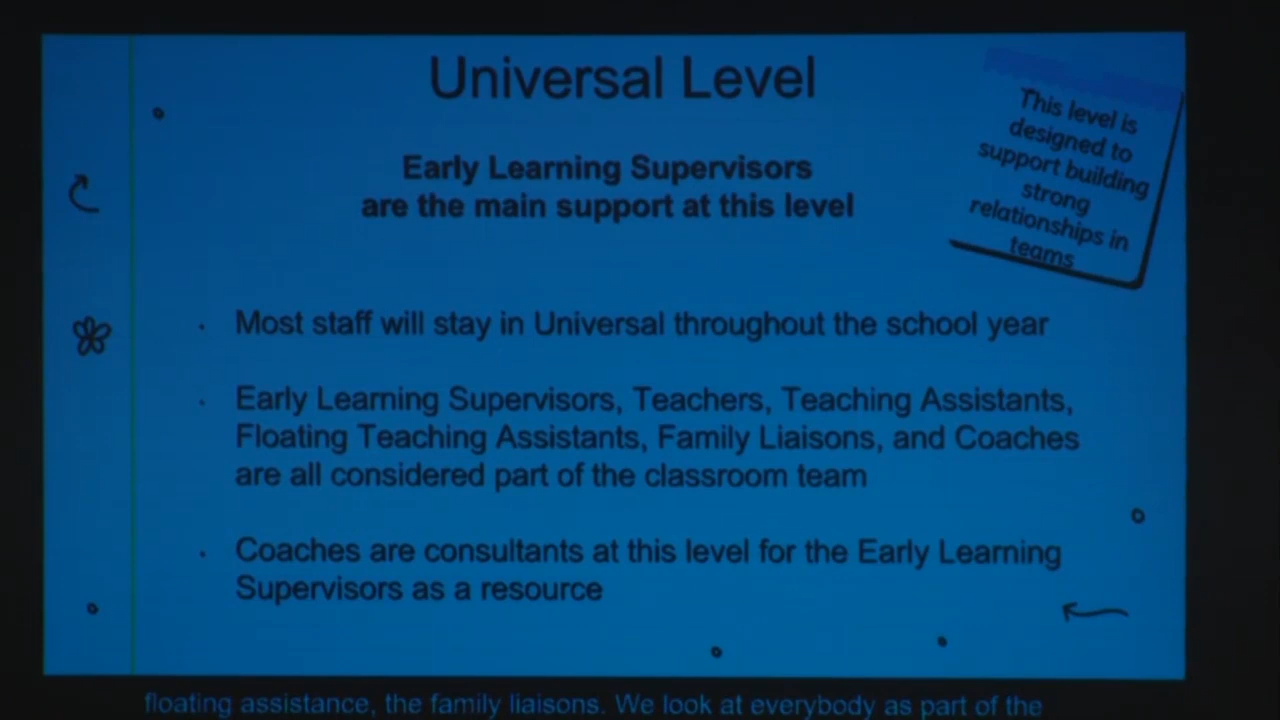 Universal Level
This level is
designed to
support building
strong
relationships in
teams
Early Learning Supervisors
are the main support at this level
· Most staff will stay in Universal throughout the school year
· Early Learning Supervisors, Teachers, Teaching Assistants,
Floating Teaching Assistants, Family Liaisons, and Coaches
are all considered part of the classroom team
· Coaches are consultants at this level for the Early Learning
Supervisors as a resource
floating assistance, the family liaisons. We look at everybody as part of the